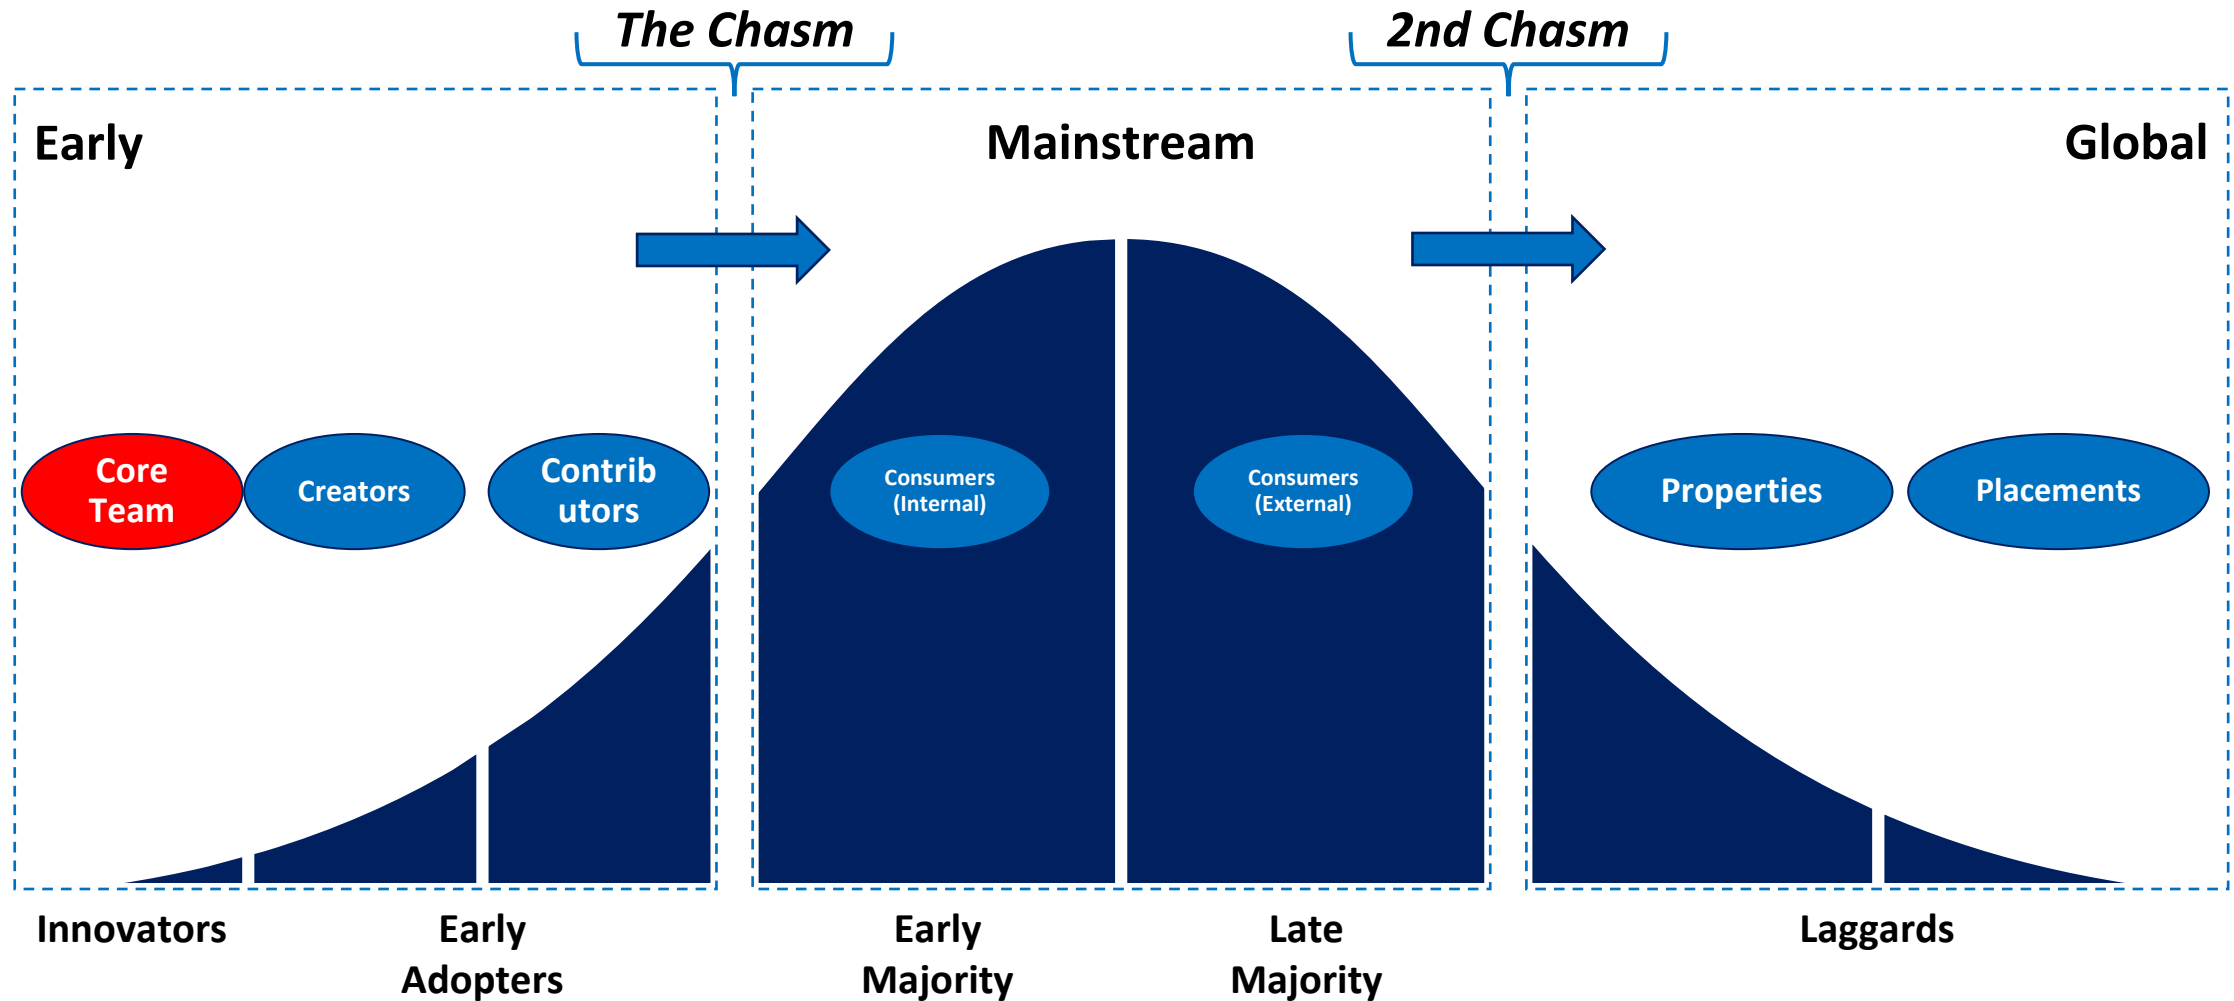 The Chasm
2nd Chasm
Early
Mainstream
Global
Core
Team
Creators
Contrib
utors
Consumers
(Internal)
Consumers
(External)
Properties
Placements
Innovators
Early
Adopters
Early
Majority
Late
Majority
Laggards